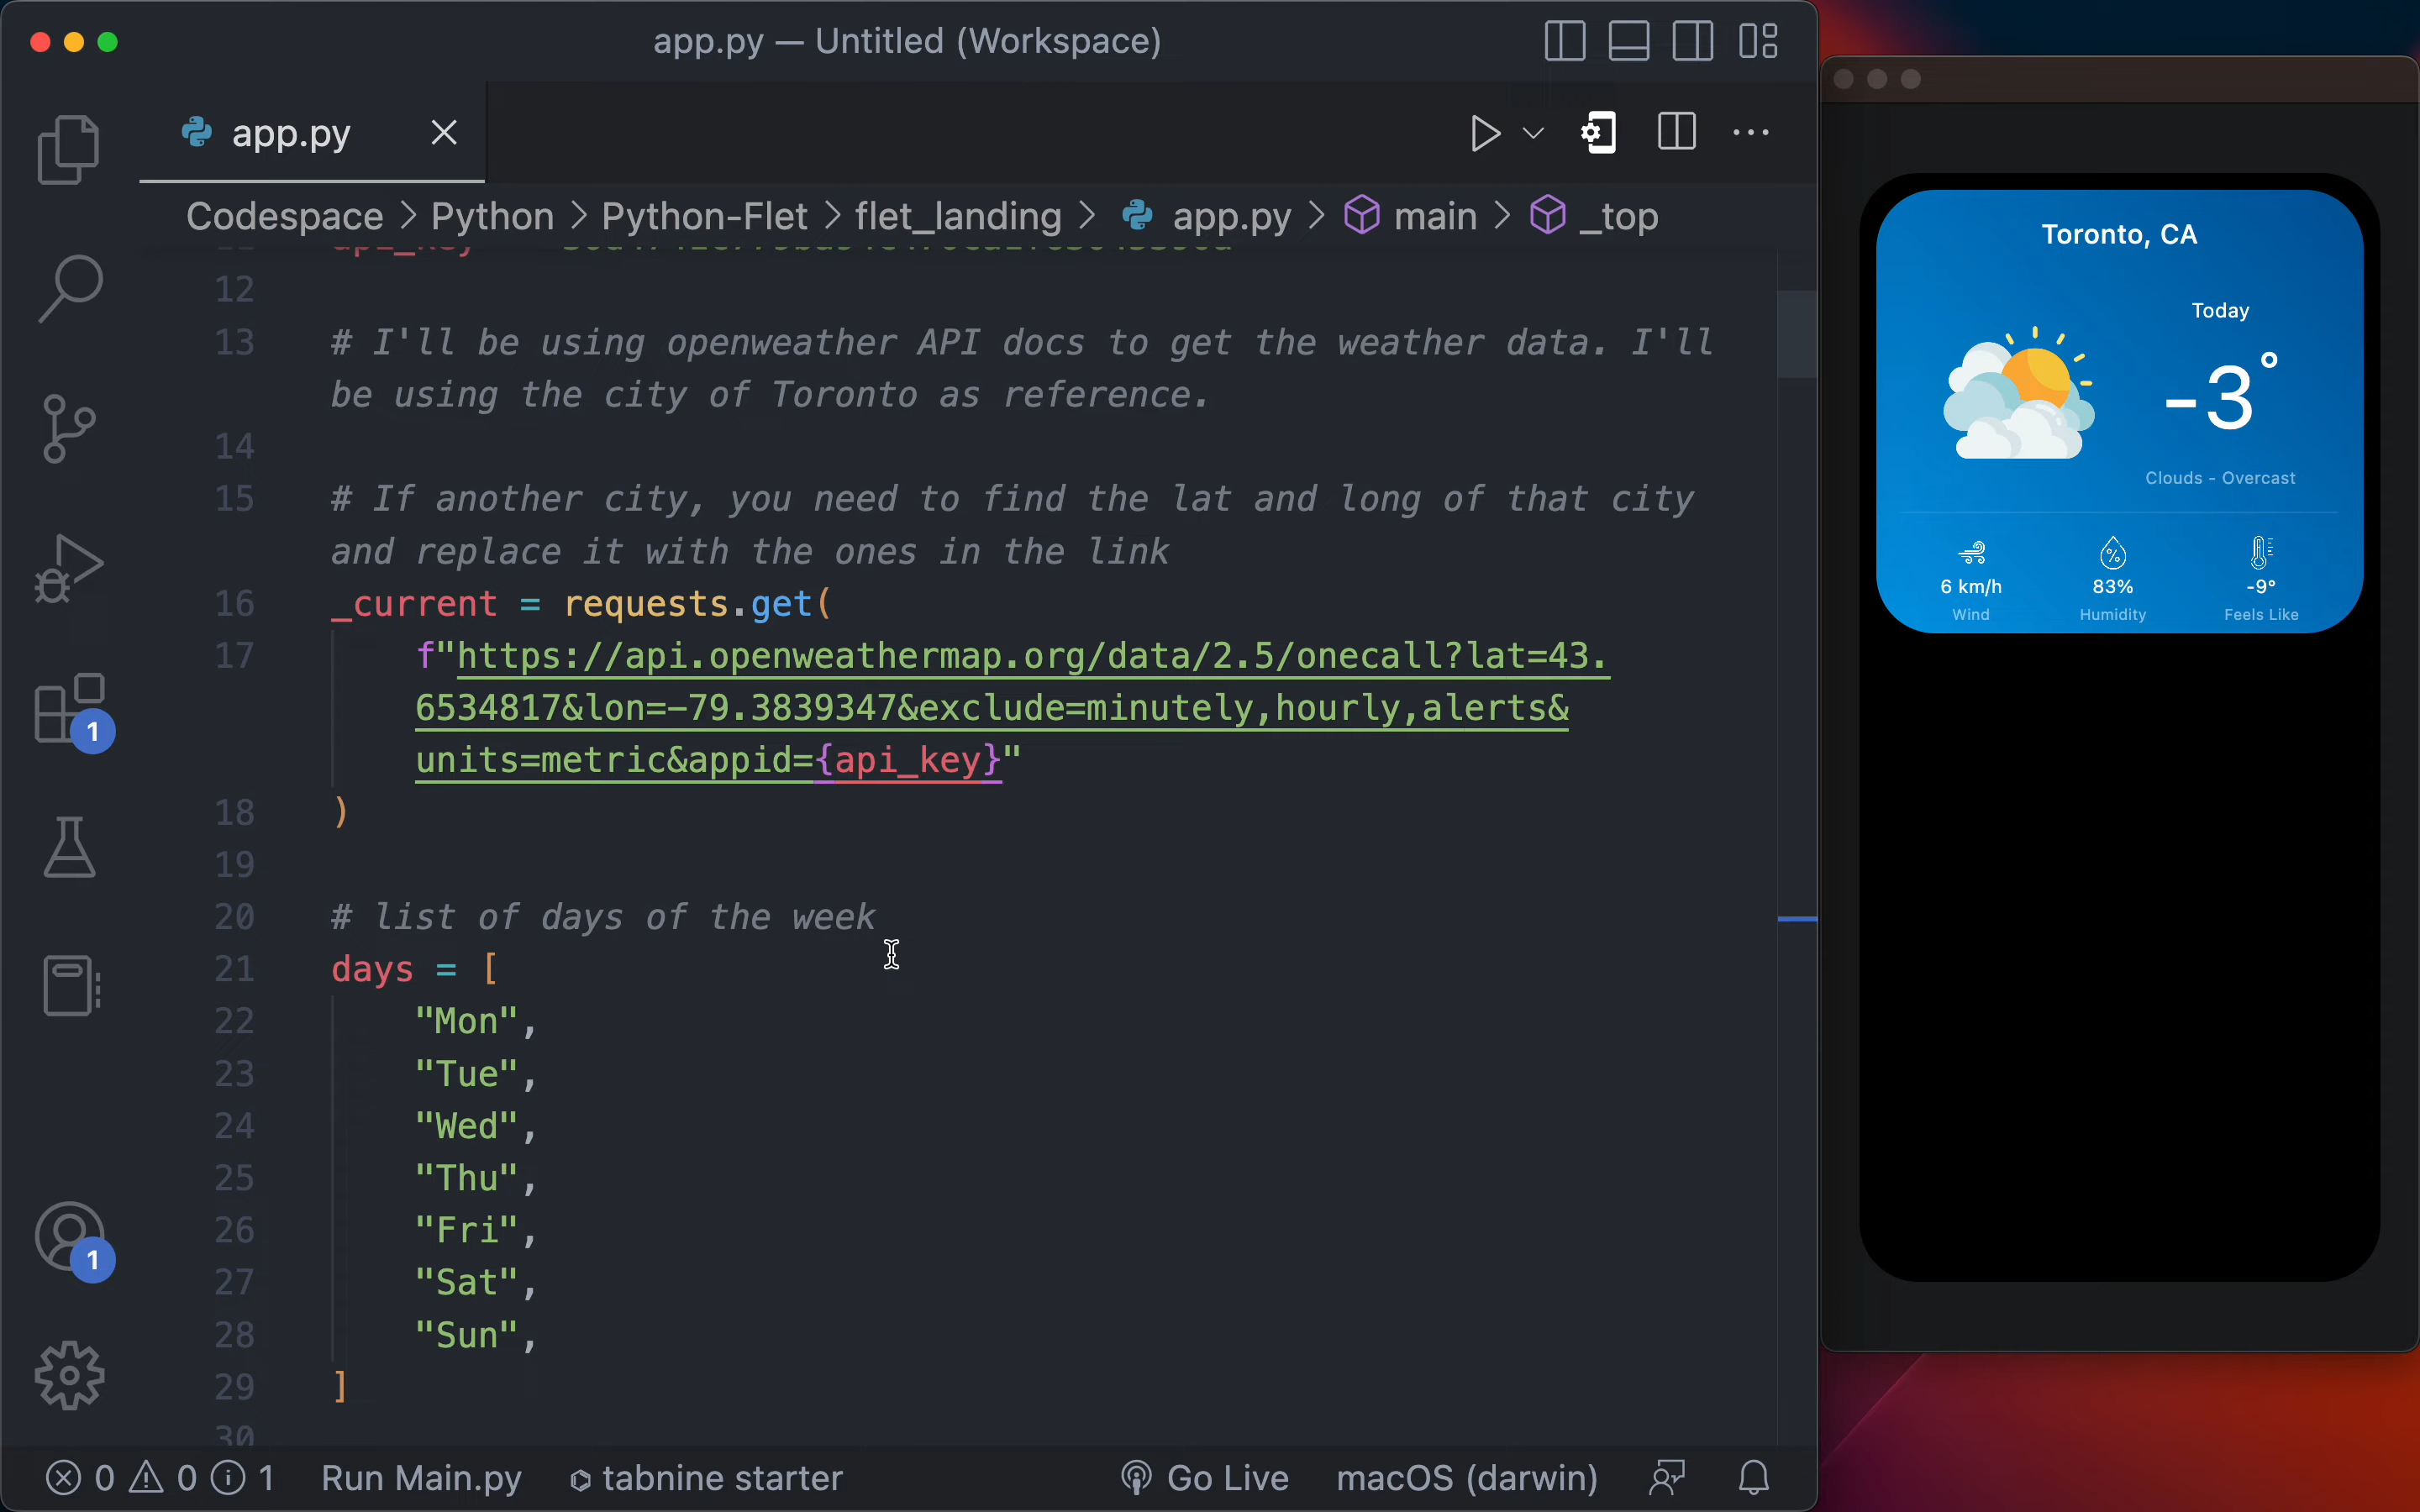 app.py — Untitled (Workspace)
app.py
Codespace > Python > Python-Flet > flet_landing > app.py > main > _top
12
13 # I'll be using openweather API docs to get the weather data. I'll
be using the city of Toronto as reference.
14
15 # If another city, you need to find the lat and long of that city
and replace it with the ones in the link
16 _current = requests.get(
17 f"https://api.openweathermap.org/data/2.5/onecall?lat=43.
6534817&lon=-79.3839347&exclude=minutely,hourly,alerts&
units=metric&appid={api_key}"
18 )
19
20 # list of days of the week
21 days = [
22 "Mon",
23 "Tue",
24 "Wed",
25 "Thu",
26 "Fri",
27 "Sat",
28 "Sun",
29 ]
30
1
1
0 0 1 Run Main.py tabnine starter Go Live macOS (darwin)
Toronto, CA
Today
-3°
Clouds - Overcast
6 km/h 83% -9°
Wind Humidity Feels Like